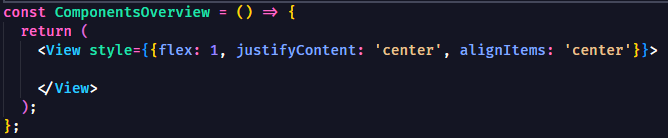 const ComponentsOverview = () => {
  return (
    <View style={{flex: 1, justifyContent: 'center', alignItems: 'center'}}>
    </View>
  );
};